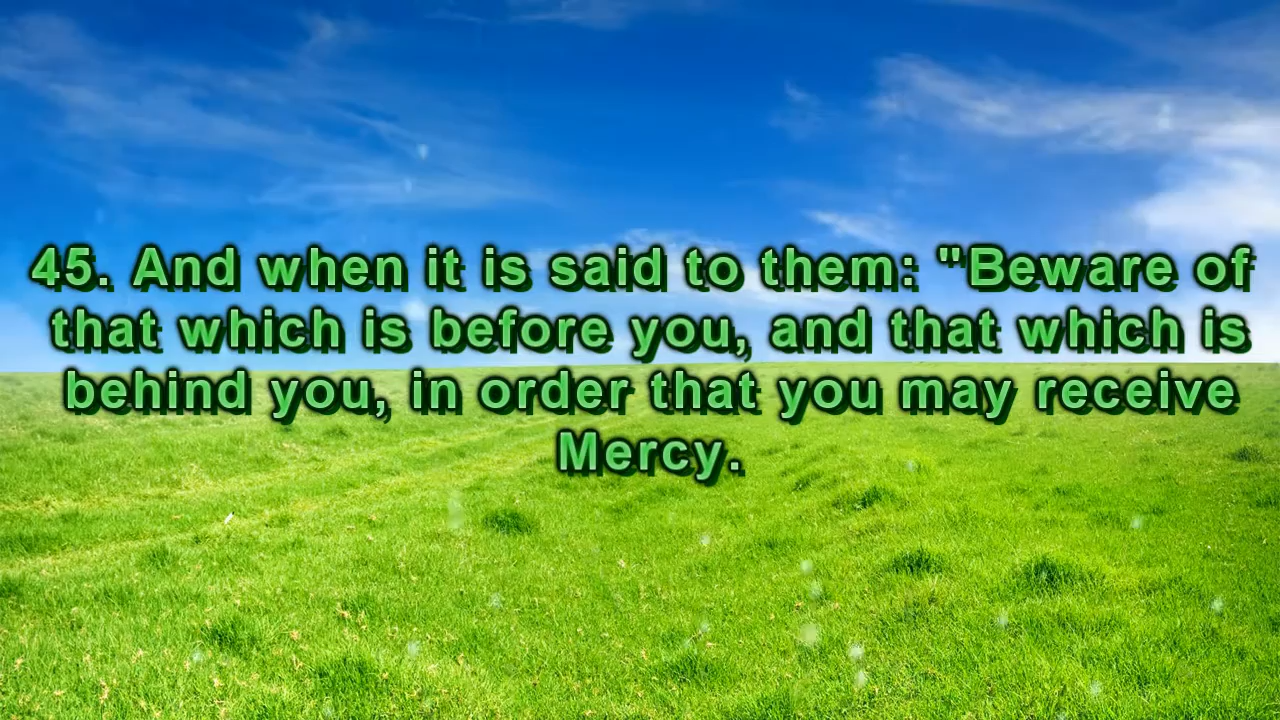 45. And when it is said to them: "Beware of
that which is before you, and that which is
behind you, in order that you may receive
Mercy.